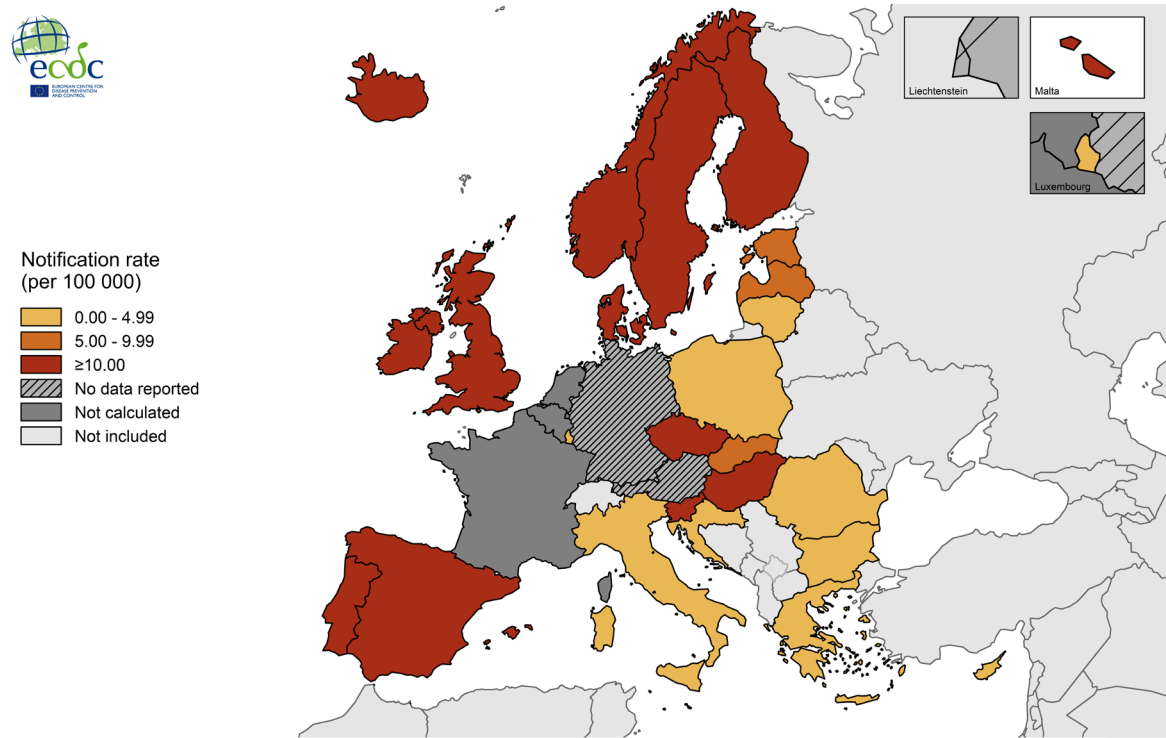 ecdc
EUROPEAN CENTRE FOR
DISEASE PREVENTION
AND CONTROL
Liechtenstein
Malta
Luxembourg
Notification rate
(per 100 000)
0.00 - 4.99
5.00 - 9.99
≥10.00
No data reported
Not calculated
Not included